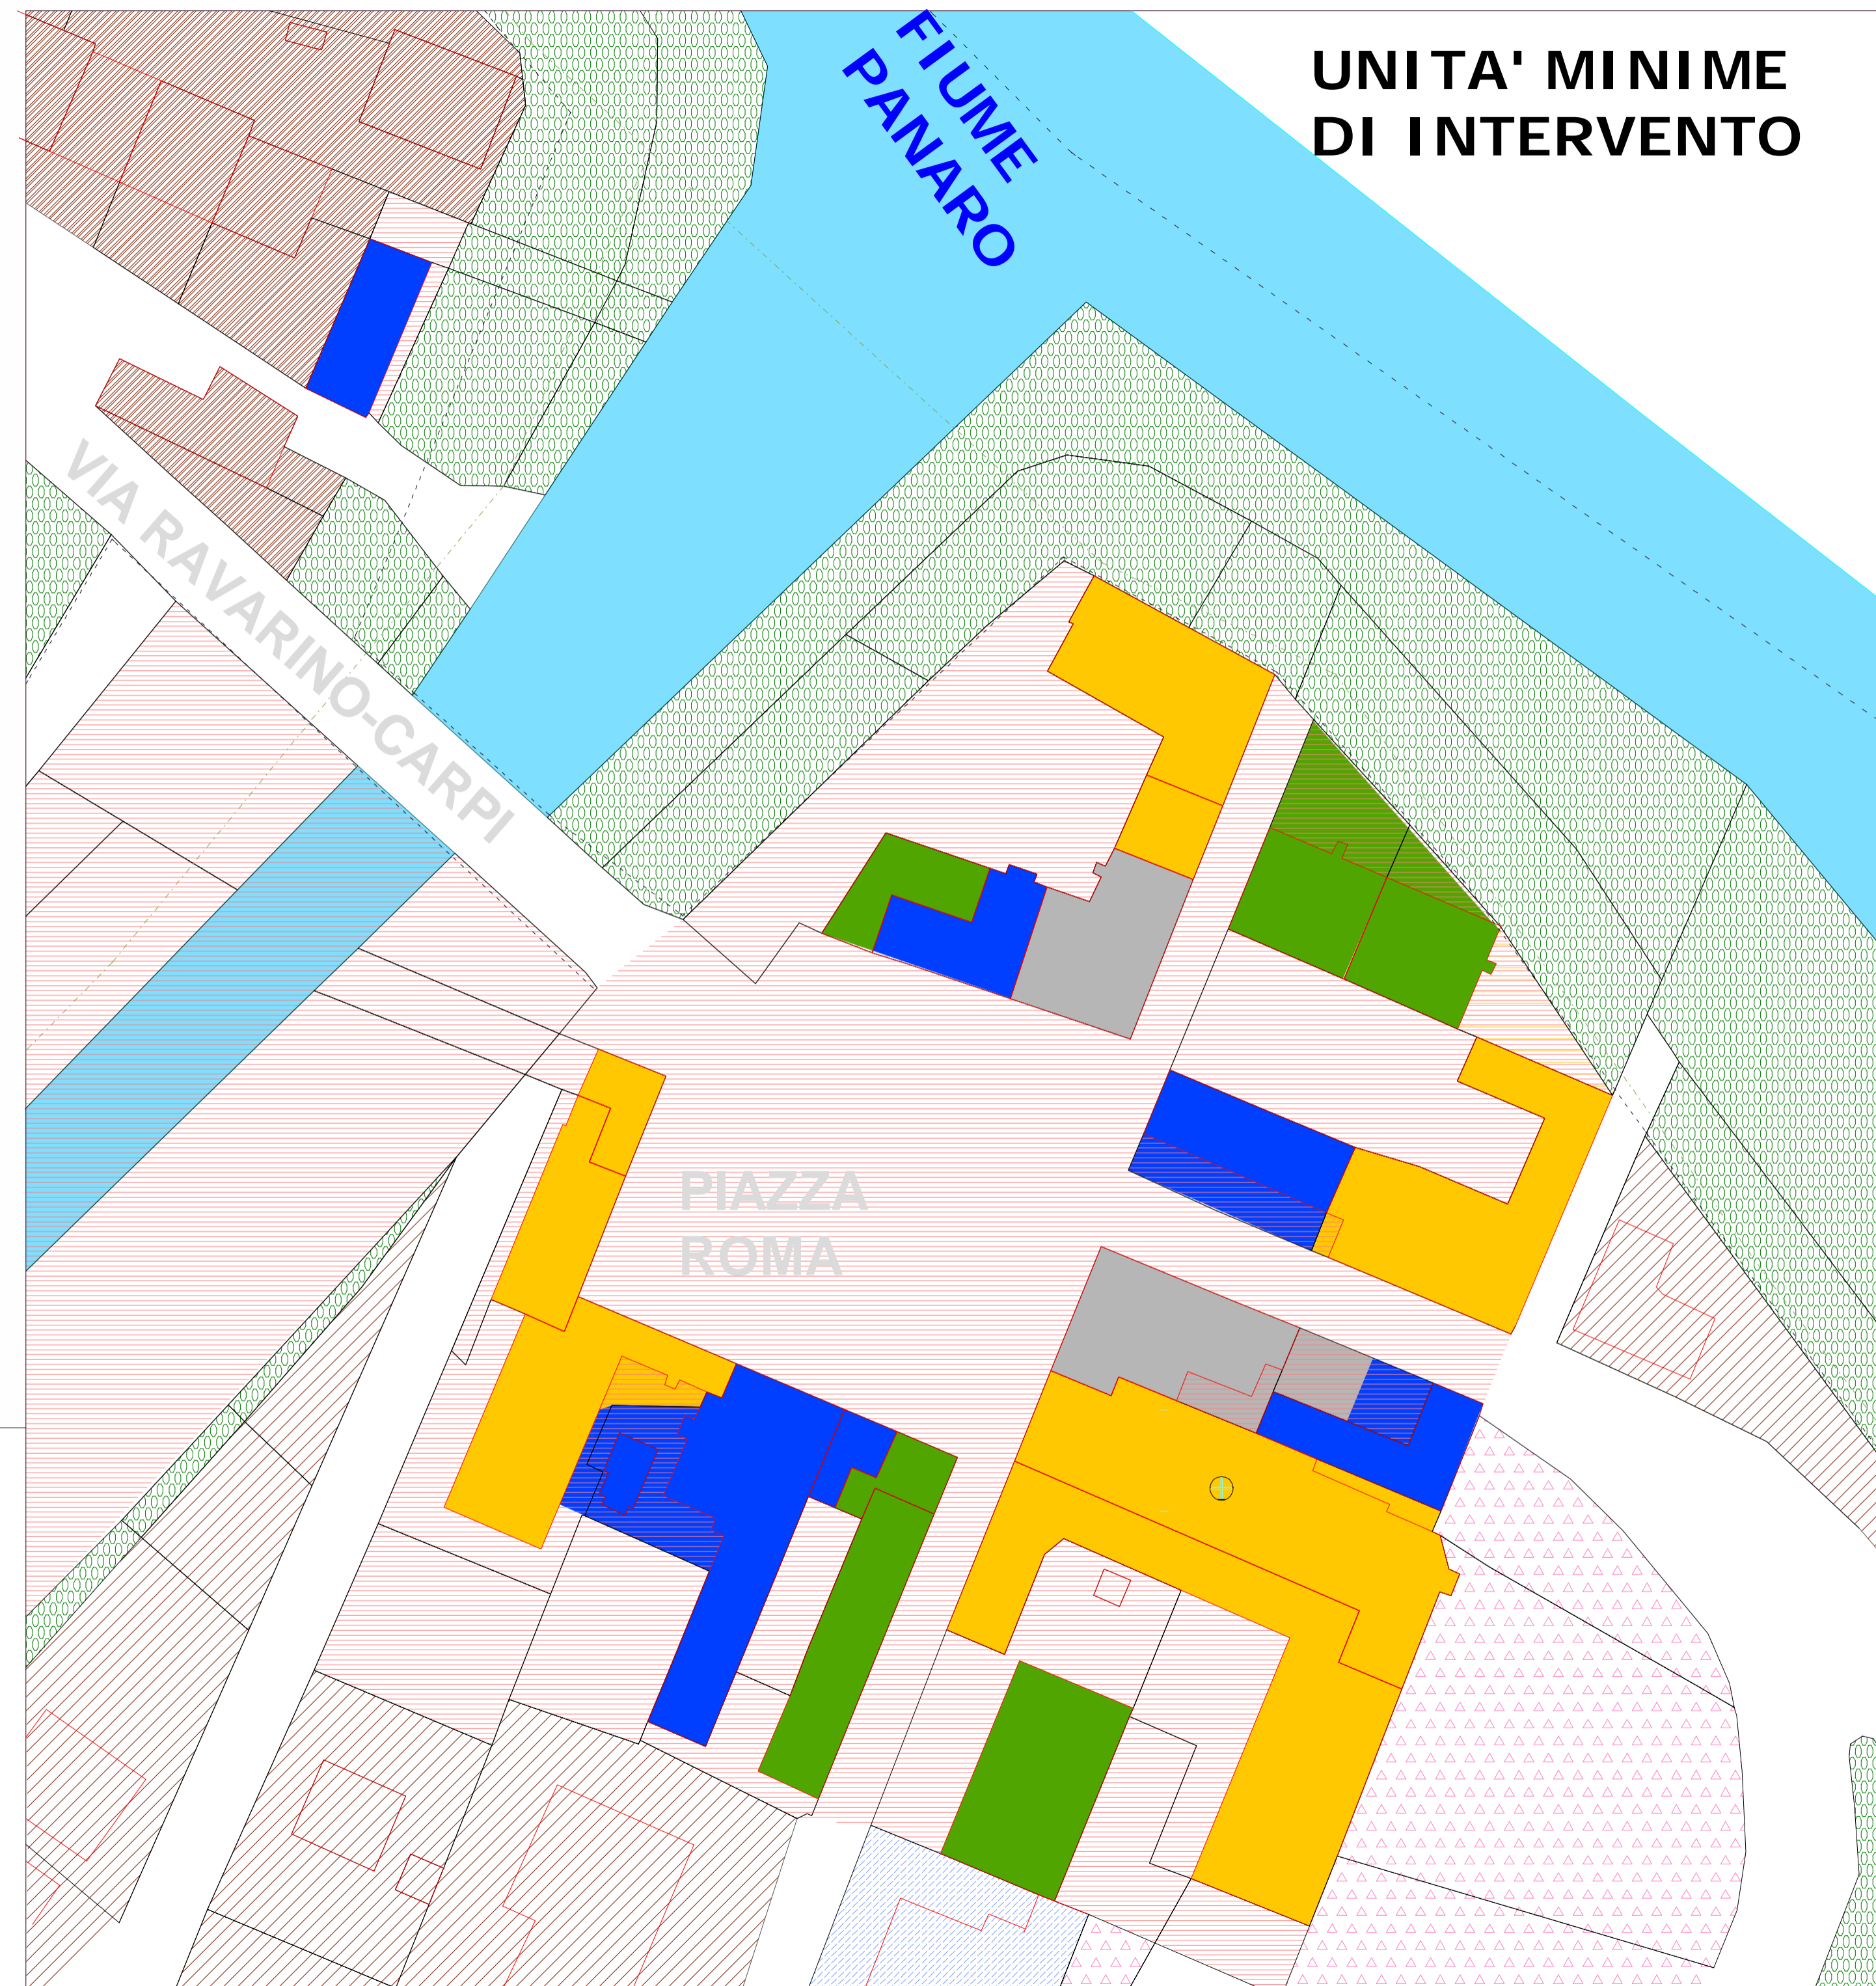 UNITA' MINIME
DI INTERVENTO
FIUME
PANARO
VIA RAVARINO-CARPI
PIAZZA
ROMA